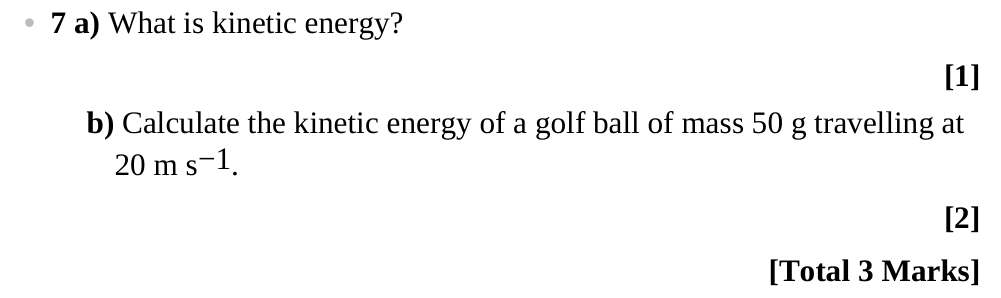 • 7 a) What is kinetic energy?
[1]
b) Calculate the kinetic energy of a golf ball of mass 50 g travelling at
20 m s⁻¹.
[2]
[Total 3 Marks]